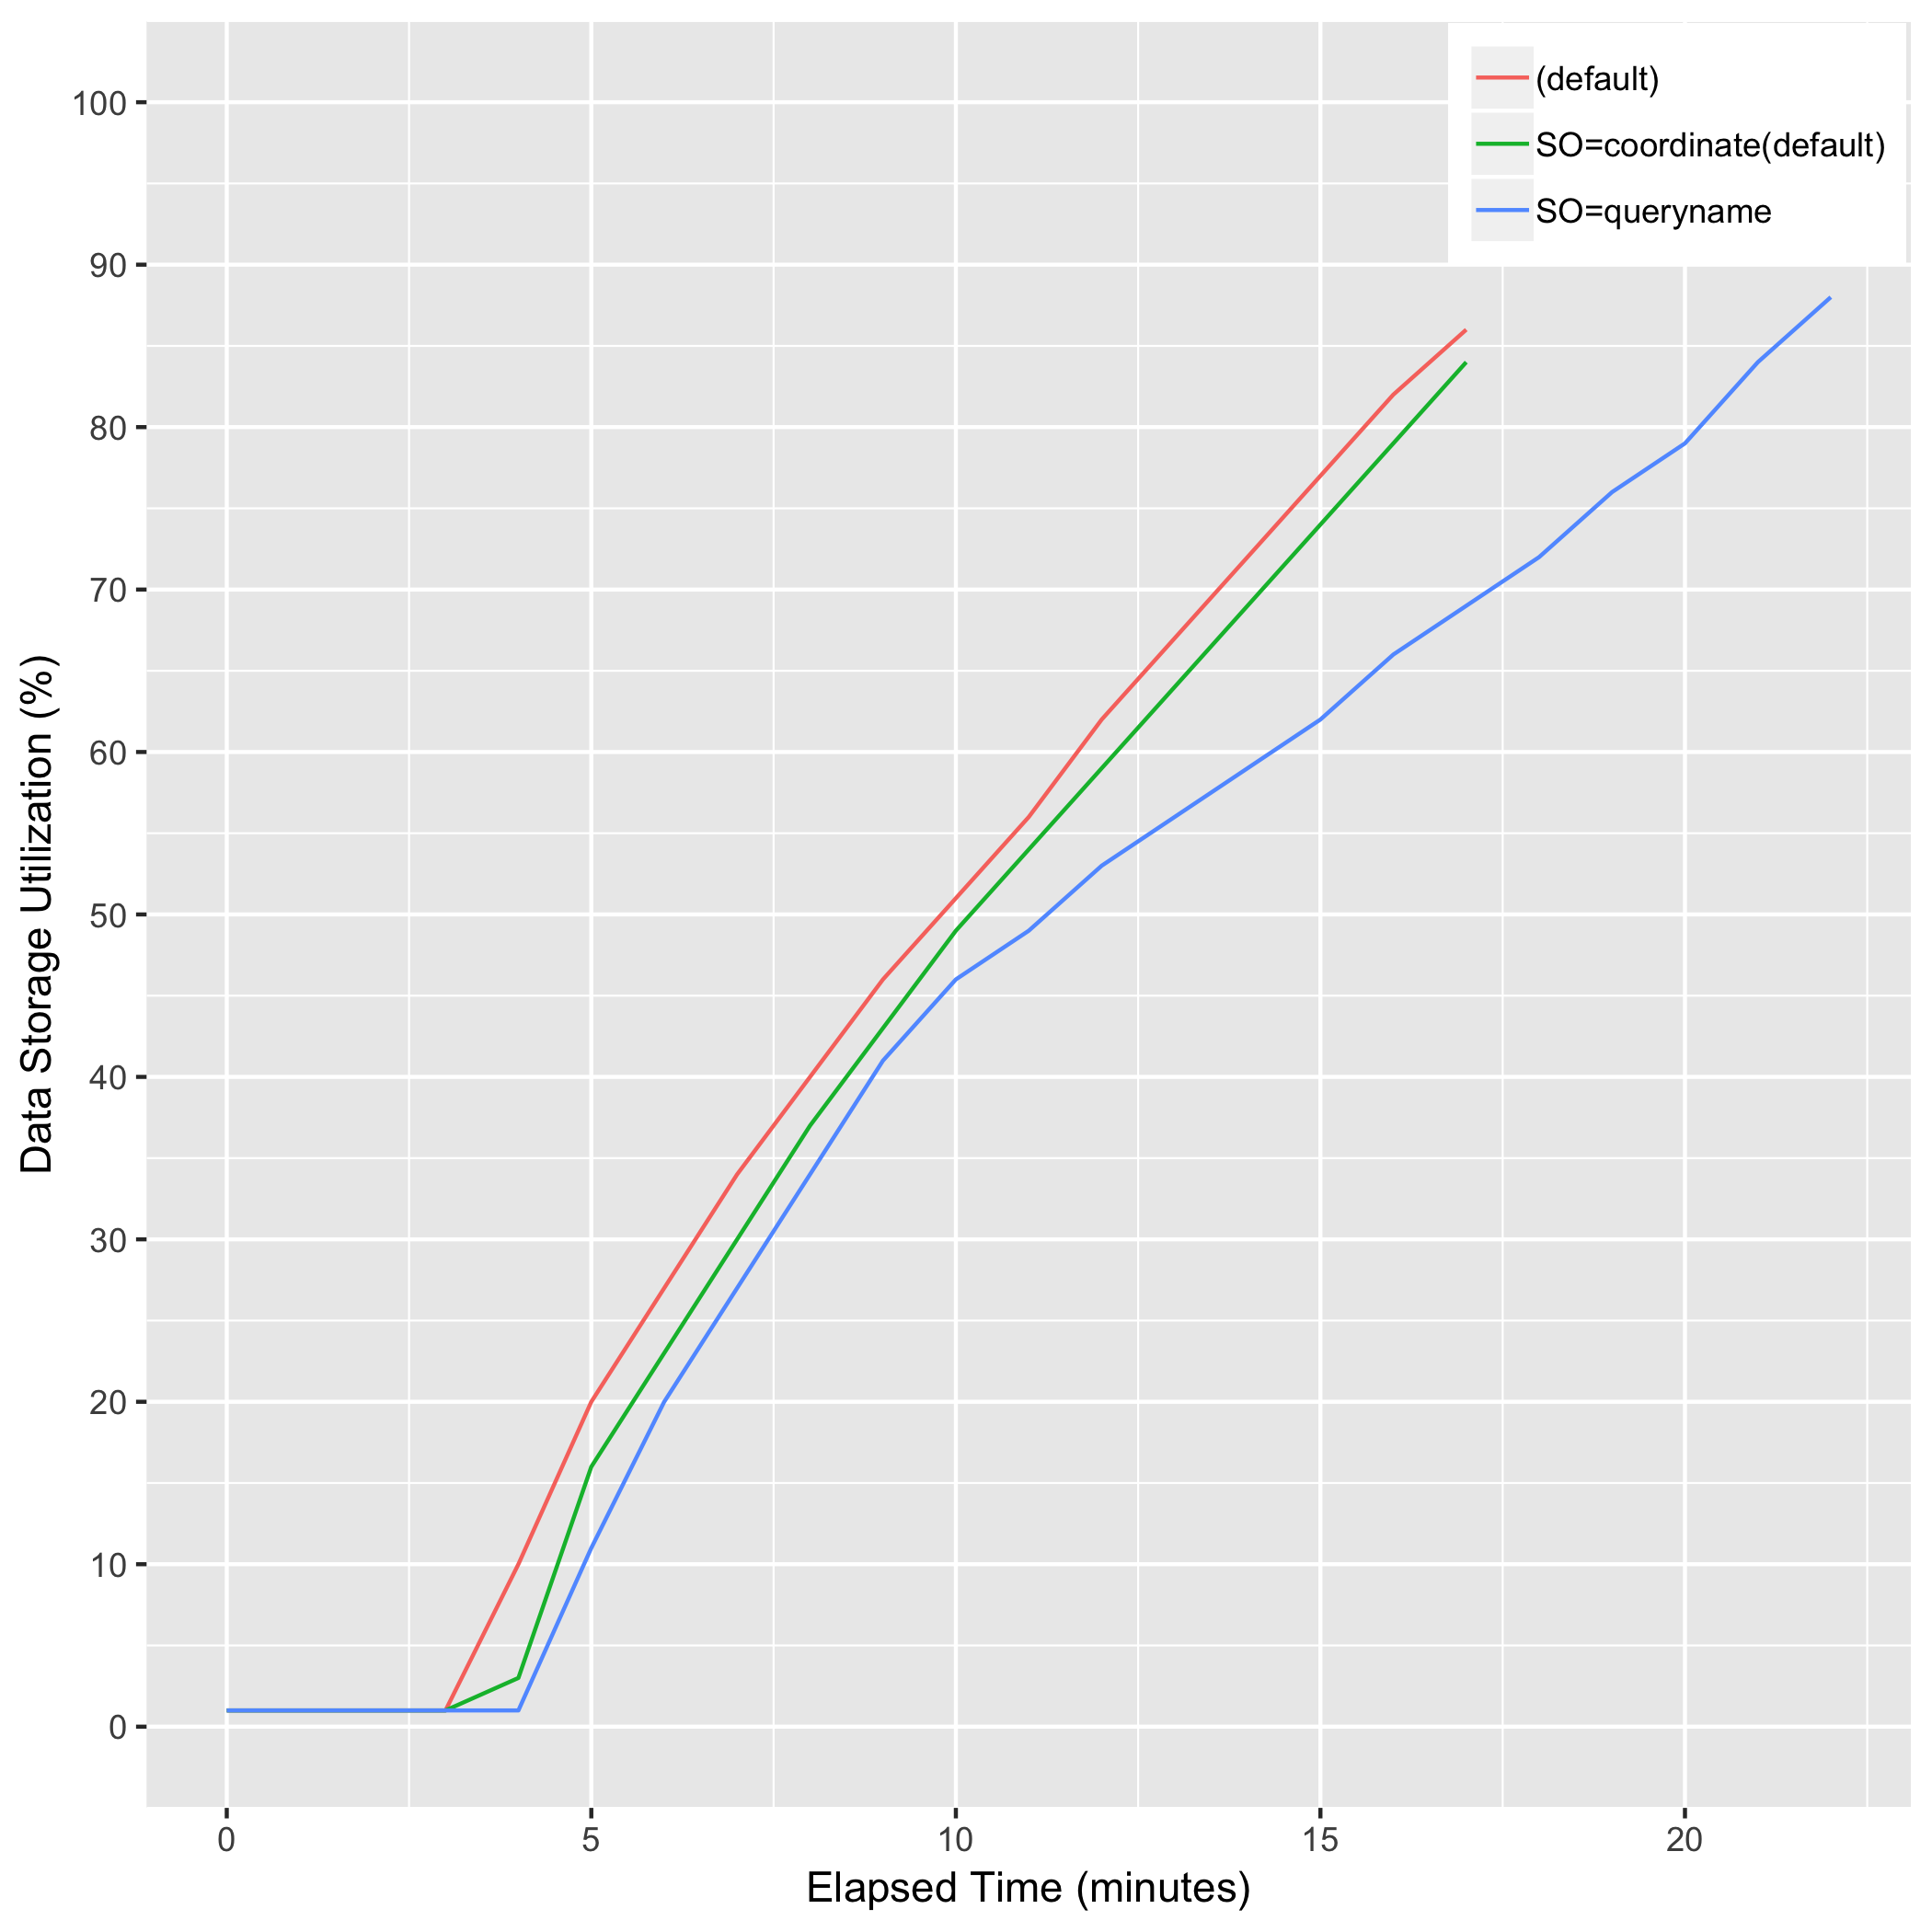 (default)
SO=coordinate(default)
SO=queryname
100
90
80
70
60
50
40
30
20
10
0
Data Storage Utilization (%)
0 5 10 15 20
Elapsed Time (minutes)